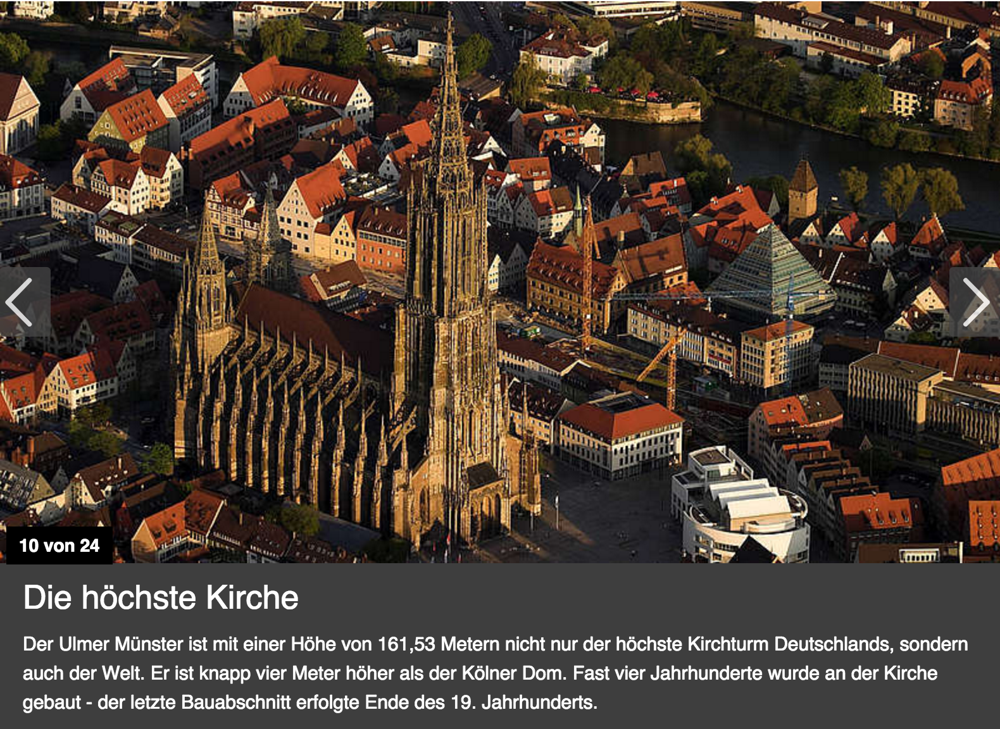 10 von 24
Die höchste Kirche
Der Ulmer Münster ist mit einer Höhe von 161,53 Metern nicht nur der höchste Kirchturm Deutschlands, sondern
auch der Welt. Er ist knapp vier Meter höher als der Kölner Dom. Fast vier Jahrhunderte wurde an der Kirche
gebaut - der letzte Bauabschnitt erfolgte Ende des 19. Jahrhunderts.